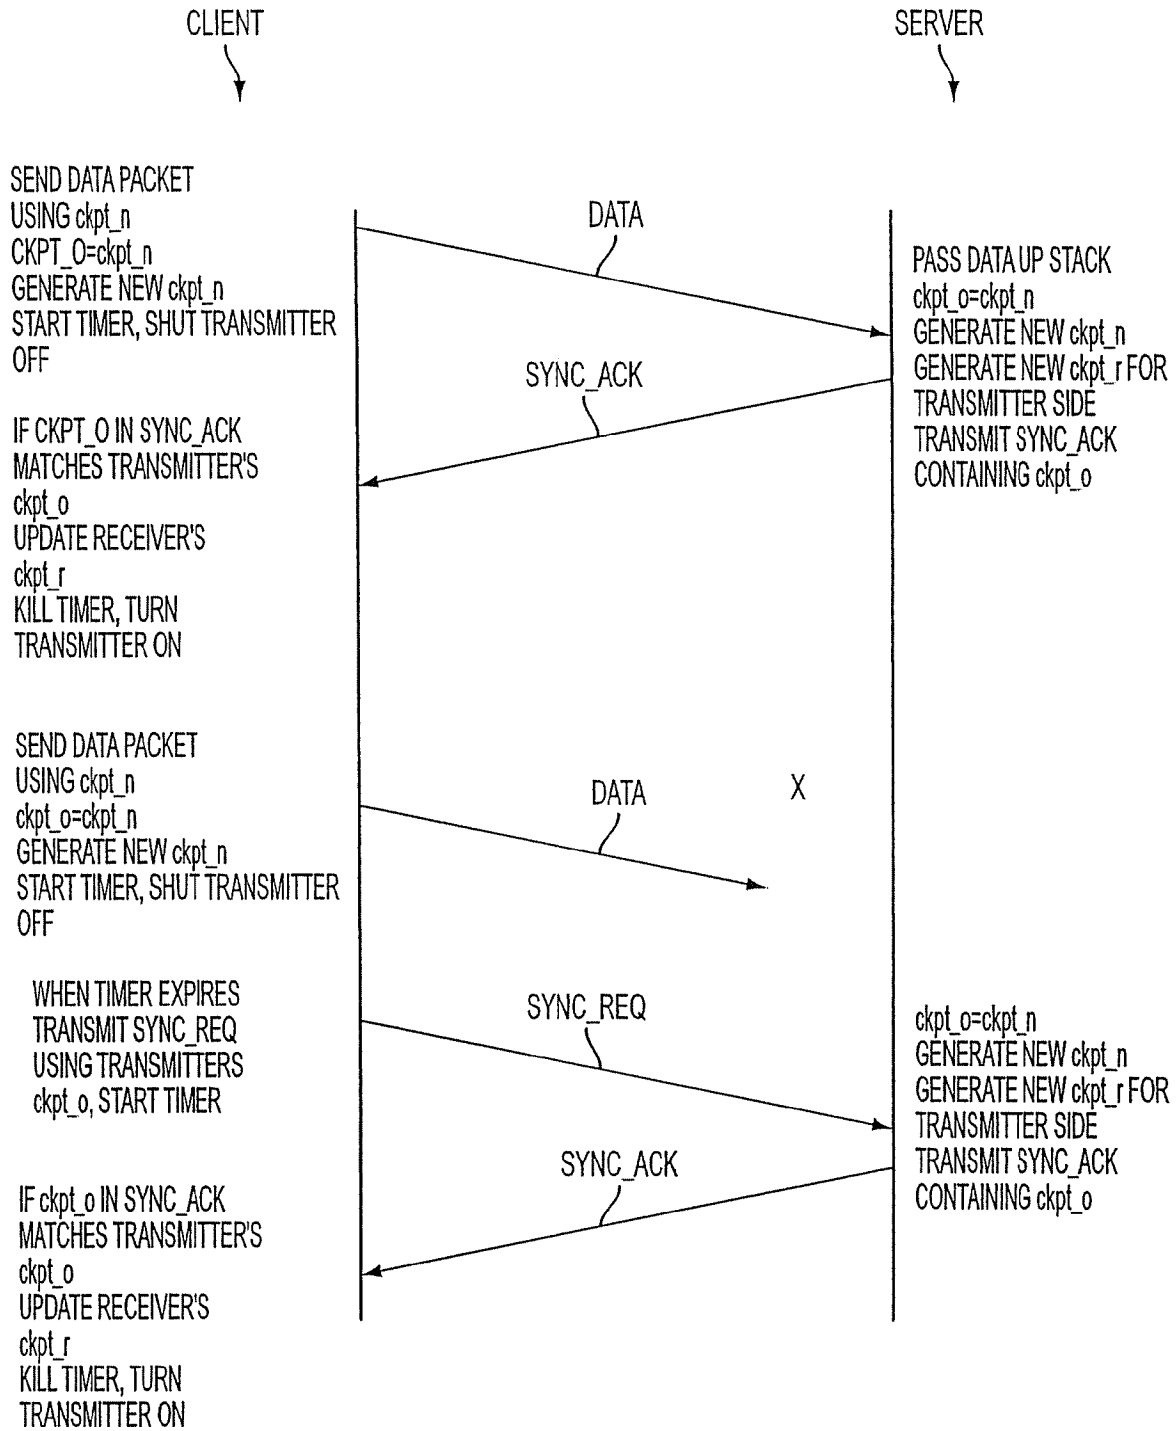 CLIENT
SERVER
SEND DATA PACKET
USING ckpt_n
CKPT_O=ckpt_n
GENERATE NEW ckpt_n
START TIMER, SHUT TRANSMITTER
OFF
DATA
PASS DATA UP STACK
ckpt_o=ckpt_n
GENERATE NEW ckpt_n
GENERATE NEW ckpt_r FOR
TRANSMITTER SIDE
TRANSMIT SYNC_ACK
CONTAINING ckpt_o
SYNC_ACK
IF CKPT_O IN SYNC_ACK
MATCHES TRANSMITTER'S
ckpt_o
UPDATE RECEIVER'S
ckpt_r
KILL TIMER, TURN
TRANSMITTER ON
SEND DATA PACKET
USING ckpt_n
ckpt_o=ckpt_n
GENERATE NEW ckpt_n
START TIMER, SHUT TRANSMITTER
OFF
DATA
X
WHEN TIMER EXPIRES
TRANSMIT SYNC_REQ
USING TRANSMITTERS
ckpt_o, START TIMER
SYNC_REQ
ckpt_o=ckpt_n
GENERATE NEW ckpt_n
GENERATE NEW ckpt_r FOR
TRANSMITTER SIDE
TRANSMIT SYNC_ACK
CONTAINING ckpt_o
SYNC_ACK
IF ckpt_o IN SYNC_ACK
MATCHES TRANSMITTER'S
ckpt_o
UPDATE RECEIVER'S
ckpt_r
KILL TIMER, TURN
TRANSMITTER ON